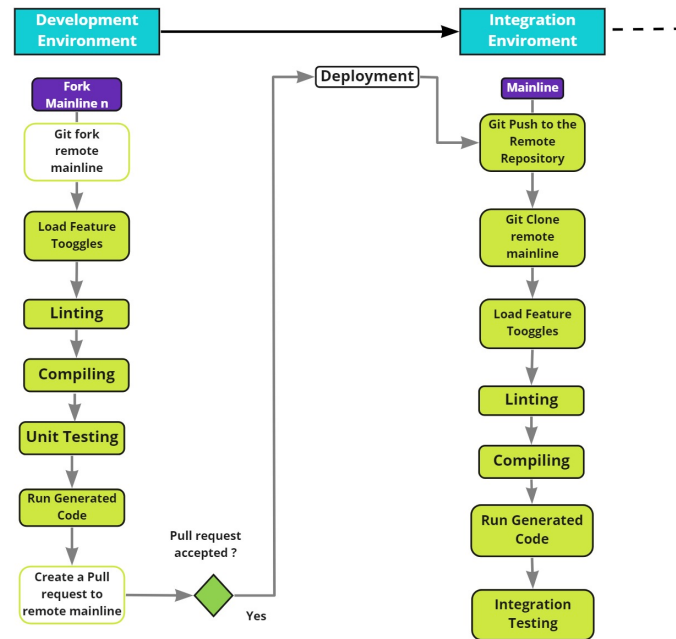 Development
Environment
Integration
Enviroment
Fork
Mainline n
Git fork
remote
mainline
Load Feature
Tooggles
Linting
Compiling
Unit Testing
Run Generated
Code
Create a Pull
request to
remote mainline
Pull request
accepted ?
Yes
Deployment
Mainline
Git Push to the
Remote
Repository
Git Clone
remote
mainline
Load Feature
Tooggles
Linting
Compiling
Run Generated
Code
Integration
Testing